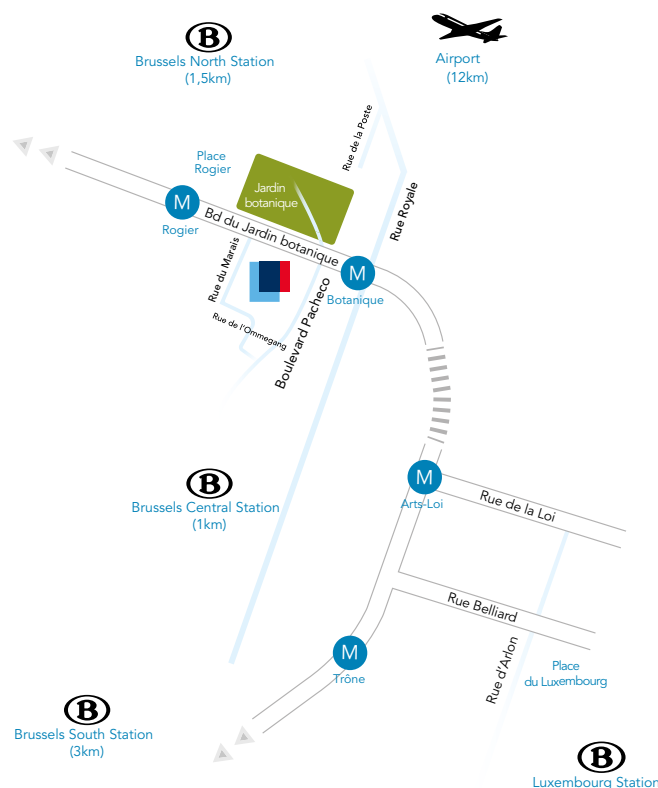 B
Brussels North Station
(1,5km)
Airport
(12km)
Rue de la Poste
Place
Rogier
Jardin
botanique
M
Rogier
Bd du Jardin botanique
Rue Royale
Rue du Marais
M
Botanique
Boulevard Pacheco
Rue de l'Ommegang
B
Brussels Central Station
(1km)
M
Arts-Loi
Rue de la Loi
Rue Belliard
M
Trône
Rue d'Arlon
Place
du Luxembourg
B
Brussels South Station
(3km)
B
Luxembourg Station